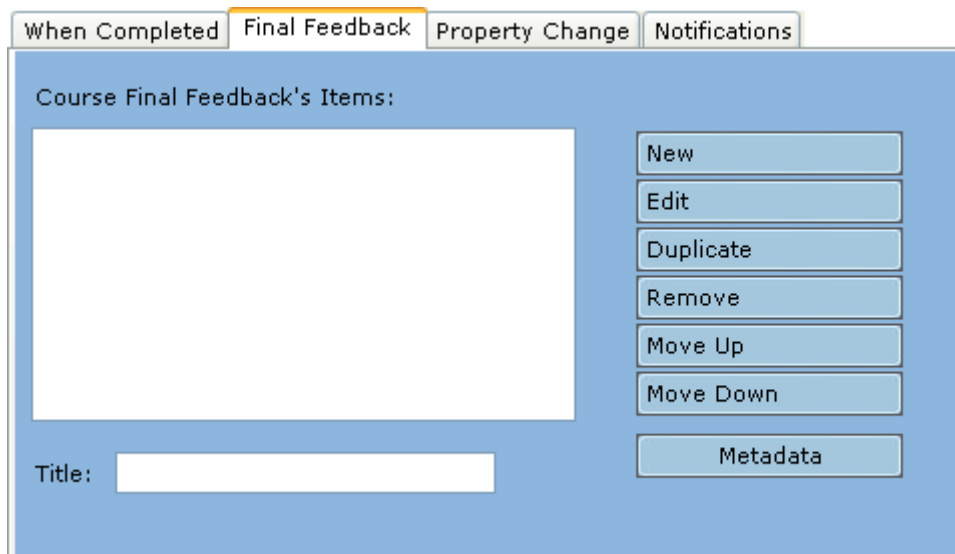 When Completed Final Feedback Property Change Notifications
Course Final Feedback's Items:
New
Edit
Duplicate
Remove
Move Up
Move Down
Metadata
Title: